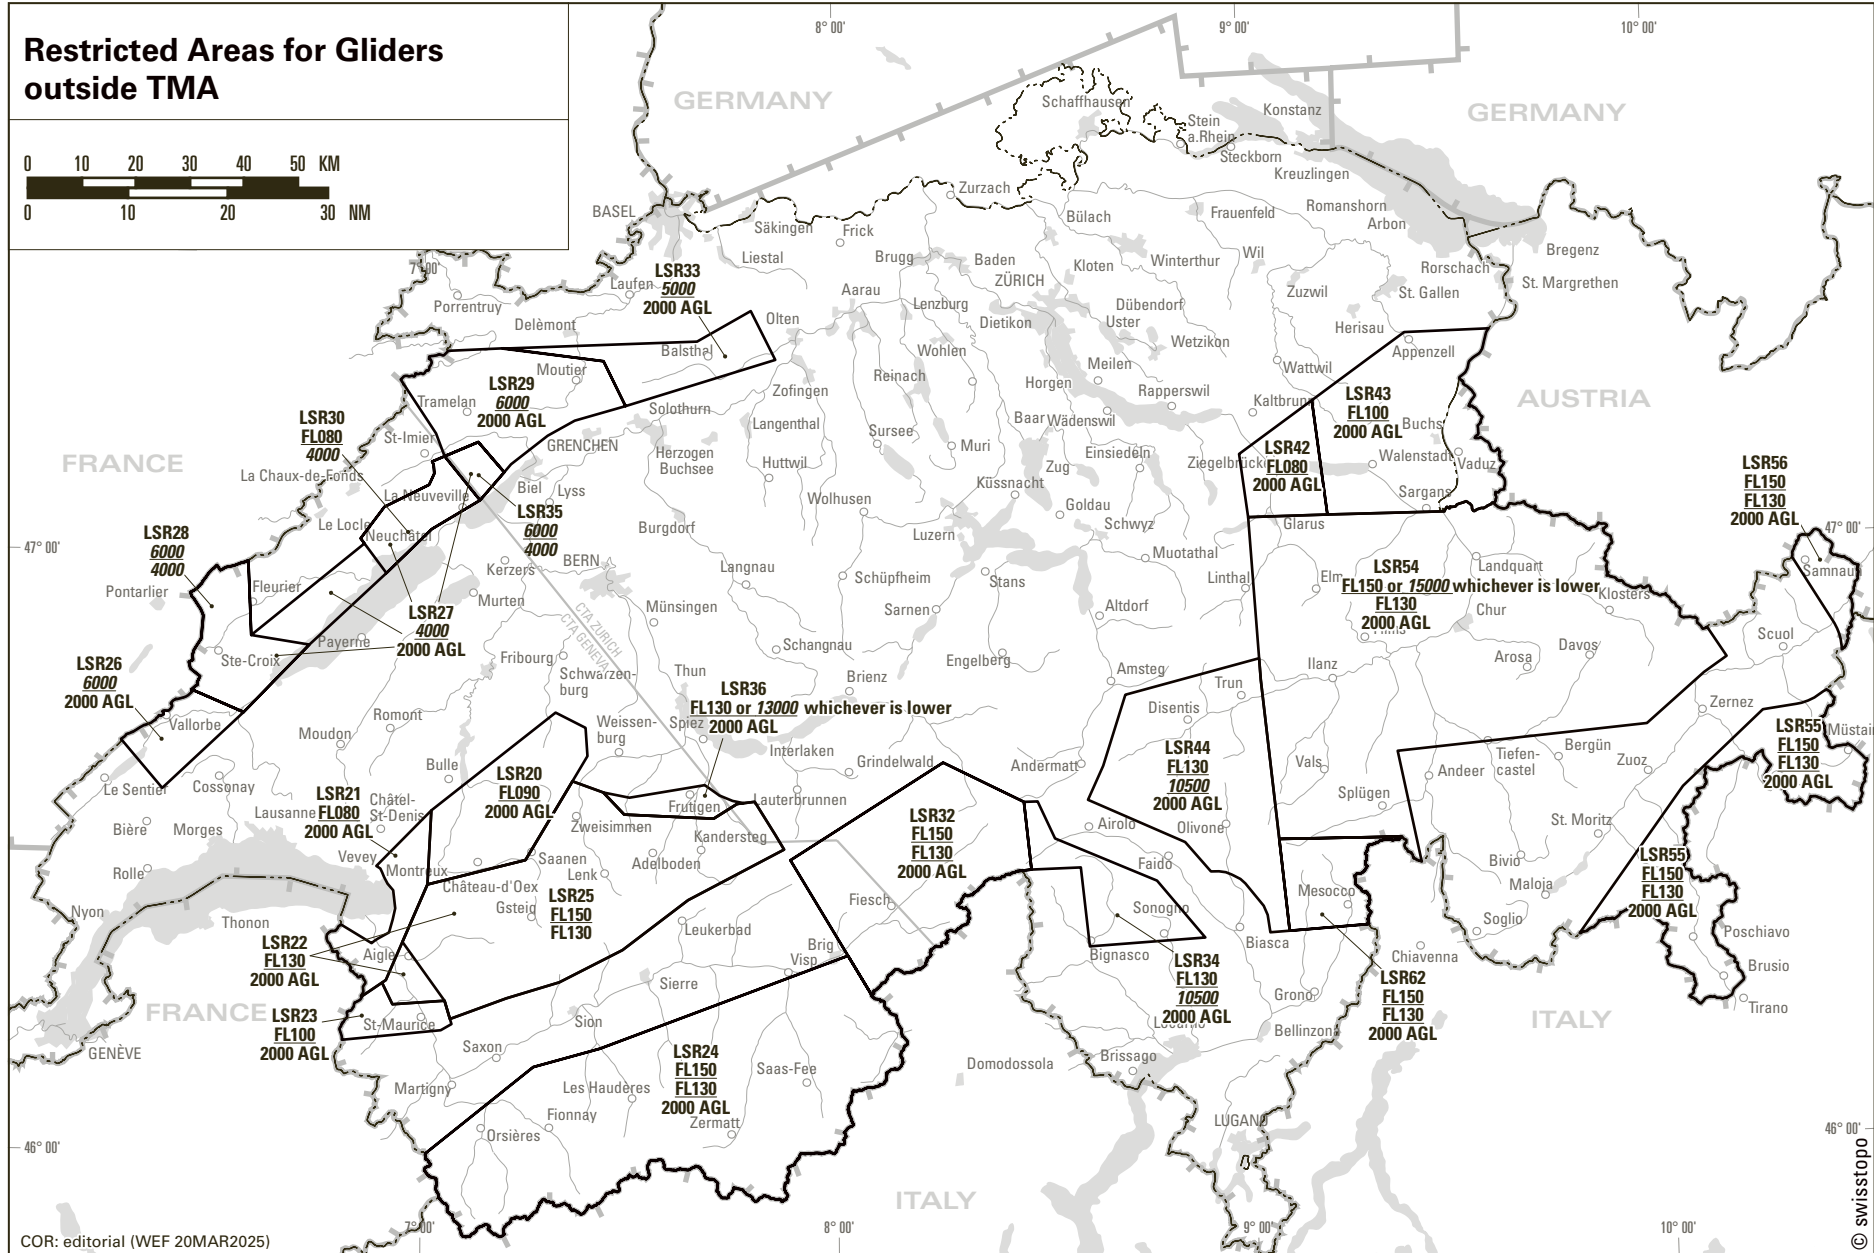 Restricted Areas for Gliders
outside TMA
0 10 20 30 40 50 KM
0 10 20 30 NM
8° 00'
9° 00'
10° 00'
GERMANY
GERMANY
Schaffhausen
Konstanz
Stein
a.Rhein
Steckborn
Kreuzlingen
Zurzach
BASEL
Säkingen
Frick
Bülach
Frauenfeld
Romanshorn
Arbon
Bregenz
Liestal
Brugg
Baden
ZÜRICH
Kloten
Winterthur
Wil
Rorschach
7° 00'
Laufen
LSR33
5000
2000 AGL
Aarau
Lenzburg
Dübendorf
Zuzwil
St. Gallen
St. Margrethen
Porrentruy
Delèmont
Olten
Dietikon
Uster
Herisau
Balsthal
Wohlen
Wetzikon
Appenzell
Moutier
Zofingen
Reinach
Horgen
Meilen
Rapperswil
Wattwil
LSR29
6000
2000 AGL
Tramelan
Solothurn
Langenthal
Baar
Wädenswil
Kaltbrunn
LSR43
FL100
2000 AGL
Buchs
AUSTRIA
LSR30
FL080
4000
St-Imier
GRENCHEN
Herzogen
Buchsee
Huttwil
Sursee
Muri
Zug
Einsiedeln
Ziegelbrücke
LSR42
FL080
2000 AGL
Walenstadt
Vaduz
FRANCE
La Chaux-de-Fonds
La Neuveville
Biel
Lyss
Wolhusen
Küssnacht
Goldau
Sargans
LSR56
FL150
FL130
2000 AGL
LSR35
6000
4000
Le Locle
Neuchâtel
Burgdorf
Luzern
Schwyz
Glarus
47° 00'
47° 00'
LSR28
6000
4000
Pontarlier
Fleurier
Kerzers
BERN
Langnau
Schüpfheim
Stans
Muotathal
Linthal
Elm
LSR54
FL150 or 15000 whichever is lower
FL130
2000 AGL
Landquart
Klosters
Samnaun
Murten
Münsingen
Sarnen
Altdorf
Chur
LSR27
4000
2000 AGL
CTA ZURICH
CTA GENEVA
Payerne
Ste-Croix
Fribourg
Schwarzen-
burg
Schangnau
Engelberg
Amsteg
Ilanz
Arosa
Davos
Scuol
LSR26
6000
2000 AGL
Thun
Brienz
Trun
LSR36
FL130 or 13000 whichever is lower
2000 AGL
Vallorbe
Romont
Moudon
Weissen-
burg
Spiez
Interlaken
Disentis
Zernez
LSR55
FL150
FL130
2000 AGL
Müstair
Le Sentier
Cossonay
Bulle
LSR20
FL090
2000 AGL
Grindelwald
Andermatt
LSR44
FL130
10500
2000 AGL
Vals
Andeer
Tiefen-
castel
Bergün
Zuoz
LSR21
FL080
2000 AGL
Lausanne
Châtel-
St-Denis
Frutigen
Lauterbrunnen
Splügen
Bière
Morges
Zweisimmen
Kandersteg
LSR32
FL150
FL130
2000 AGL
Airolo
Olivone
St. Moritz
Vevey
Montreux
Saanen
Lenk
Adelboden
Faido
Bivio
LSR55
FL150
FL130
2000 AGL
Rolle
Château-d'Oex
Gsteig
LSR25
FL150
FL130
Fiesch
Mesocco
Maloja
Nyon
Thonon
Sonogno
Soglio
Leukerbad
Poschiavo
LSR22
FL130
2000 AGL
Aigle
Brig
Visp
Bignasco
Biasca
Chiavenna
Brusio
Tirano
LSR34
FL130
10500
2000 AGL
LSR62
FL150
FL130
2000 AGL
Sierre
Grono
FRANCE
LSR23
FL100
2000 AGL
St-Maurice
Sion
Bellinzona
ITALY
GENÈVE
Saxon
LSR24
FL150
FL130
2000 AGL
Saas-Fee
Domodossola
Brissago
Martigny
Les Haudères
Fionnay
Zermatt
LUGANO
46° 00'
46° 00'
Orsières
ITALY
7° 00'
8° 00'
9° 00'
10° 00'
COR: editorial (WEF 20MAR2025)
© swisstopo